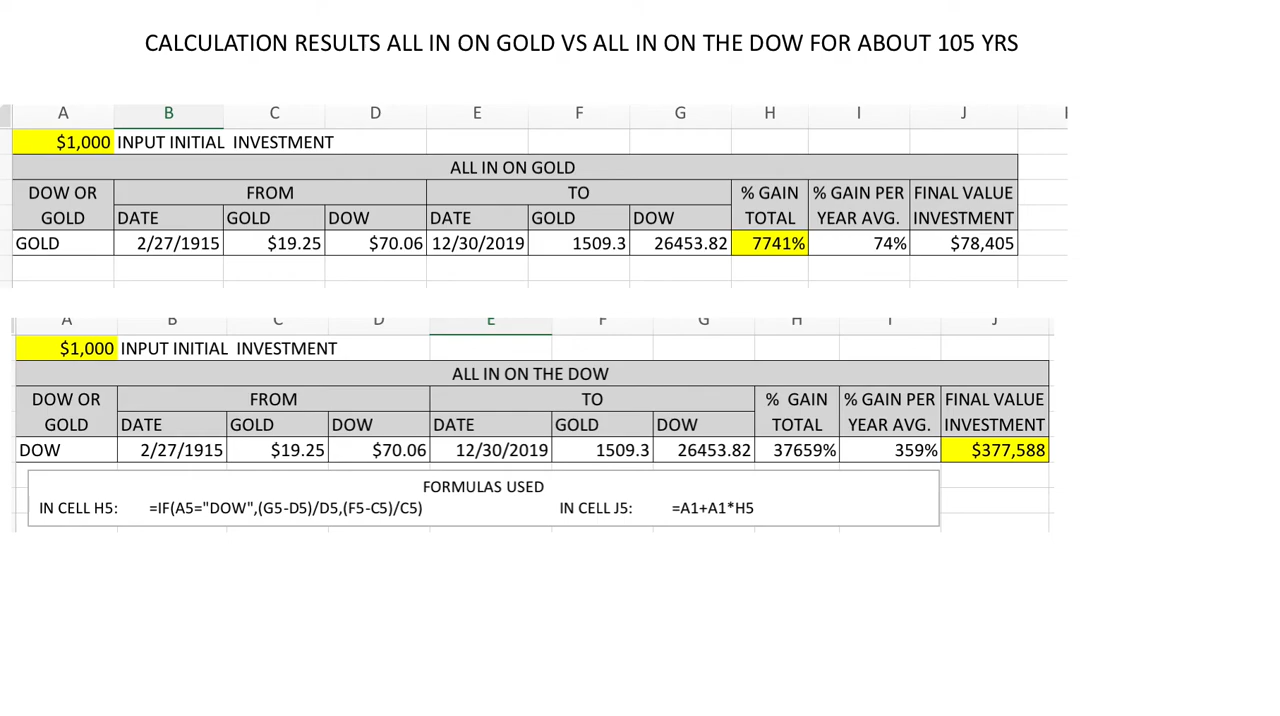 CALCULATION RESULTS ALL IN ON GOLD VS ALL IN ON THE DOW FOR ABOUT 105 YRS
A B C D E F G H I J
$1,000 INPUT INITIAL INVESTMENT
ALL IN ON GOLD
DOW OR FROM TO % GAIN % GAIN PER FINAL VALUE
GOLD DATE GOLD DOW DATE GOLD DOW TOTAL YEAR AVG. INVESTMENT
GOLD 2/27/1915 $19.25 $70.06 12/30/2019 1509.3 26453.82 7741% 74% $78,405
A B C D E F G H I J
$1,000 INPUT INITIAL INVESTMENT
ALL IN ON THE DOW
DOW OR FROM TO % GAIN % GAIN PER FINAL VALUE
GOLD DATE GOLD DOW DATE GOLD DOW TOTAL YEAR AVG. INVESTMENT
DOW 2/27/1915 $19.25 $70.06 12/30/2019 1509.3 26453.82 37659% 359% $377,588
FORMULAS USED
IN CELL H5: =IF(A5="DOW",(G5-D5)/D5,(F5-C5)/C5) IN CELL J5: =A1+A1*H5